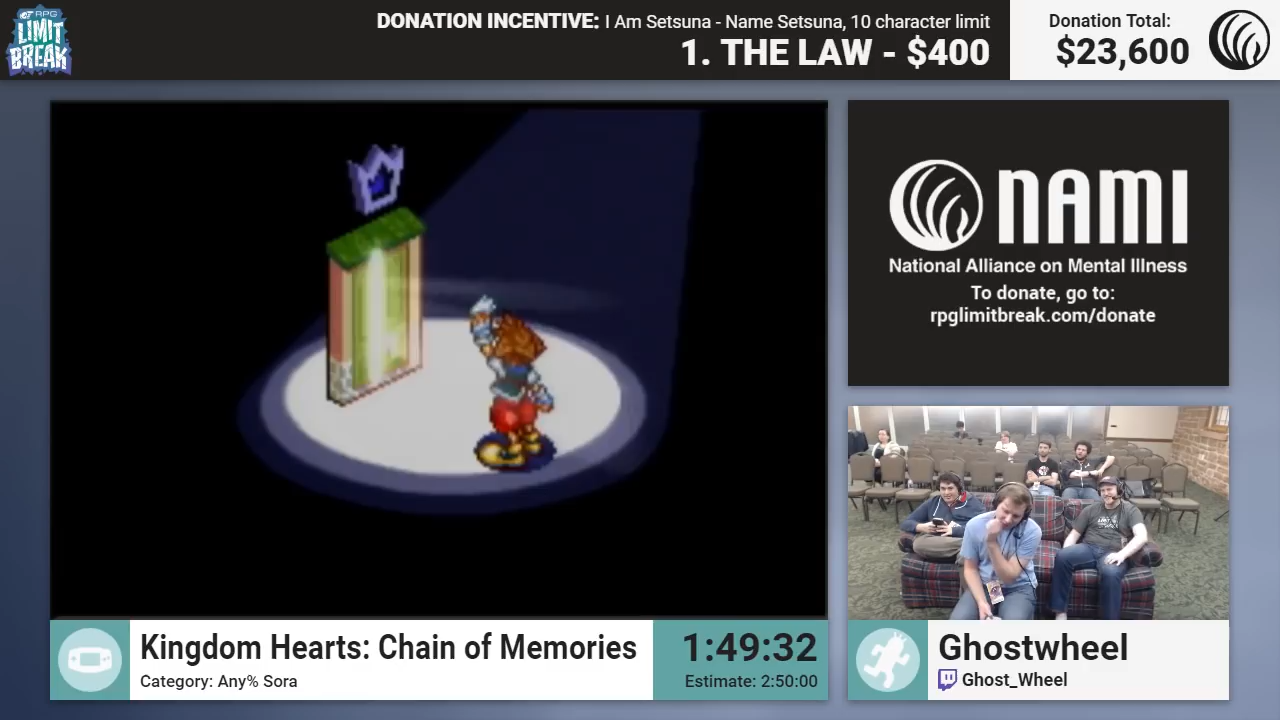 RPG
LIMIT
BREAK
DONATION INCENTIVE: I Am Setsuna - Name Setsuna, 10 character limit
1. THE LAW - $400
Donation Total:
$23,600
NAMI
National Alliance on Mental Illness
To donate, go to:
rpglimitbreak.com/donate
Kingdom Hearts: Chain of Memories
Category: Any% Sora
1:49:32
Estimate: 2:50:00
Ghostwheel
Ghost_Wheel